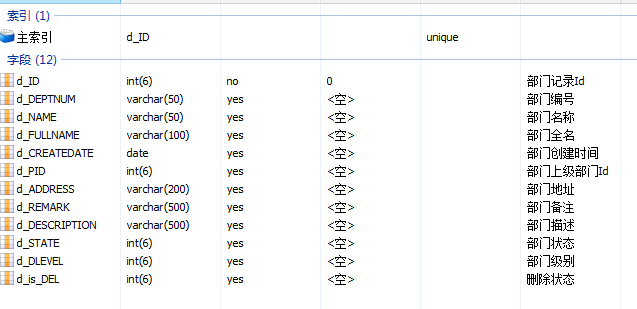 索引 (1)
主索引 d_ID unique
字段 (12)
d_ID int(6) no 0 部门记录Id
d_DEPTNUM varchar(50) yes <空> 部门编号
d_NAME varchar(50) yes <空> 部门名称
d_FULLNAME varchar(100) yes <空> 部门全名
d_CREATEDATE date yes <空> 部门创建时间
d_PID int(6) yes <空> 部门上级部门Id
d_ADDRESS varchar(200) yes <空> 部门地址
d_REMARK varchar(500) yes <空> 部门备注
d_DESCRIPTION varchar(500) yes <空> 部门描述
d_STATE int(6) yes <空> 部门状态
d_DLEVEL int(6) yes <空> 部门级别
d_is_DEL int(6) yes <空> 删除状态